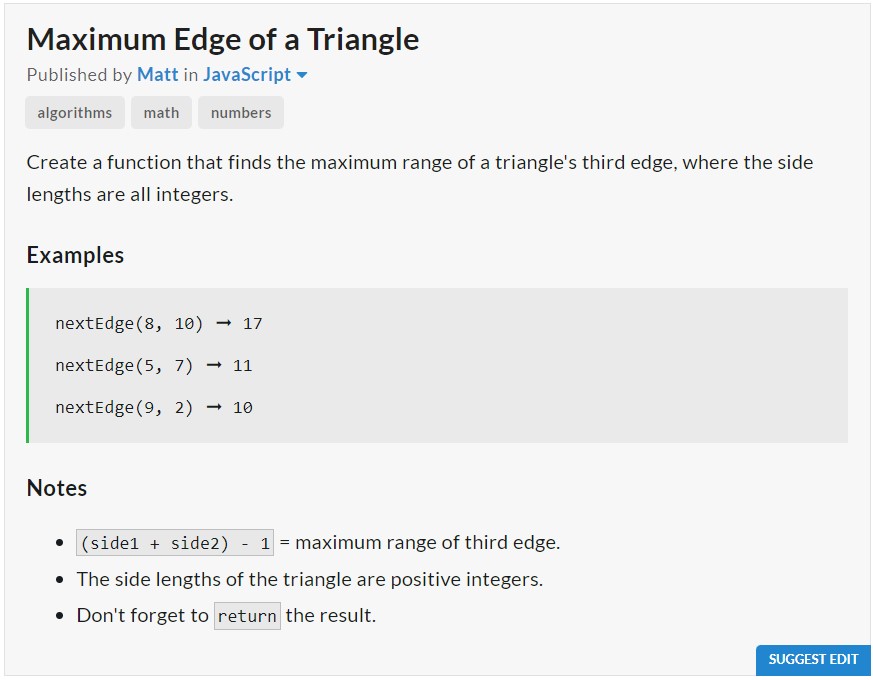 Maximum Edge of a Triangle
Published by Matt in JavaScript
algorithms math numbers
Create a function that finds the maximum range of a triangle's third edge, where the side
lengths are all integers.
Examples
nextEdge(8, 10) ➞ 17
nextEdge(5, 7) ➞ 11
nextEdge(9, 2) ➞ 10
Notes
• (side1 + side2) - 1 = maximum range of third edge.
• The side lengths of the triangle are positive integers.
• Don't forget to return the result.
SUGGEST EDIT